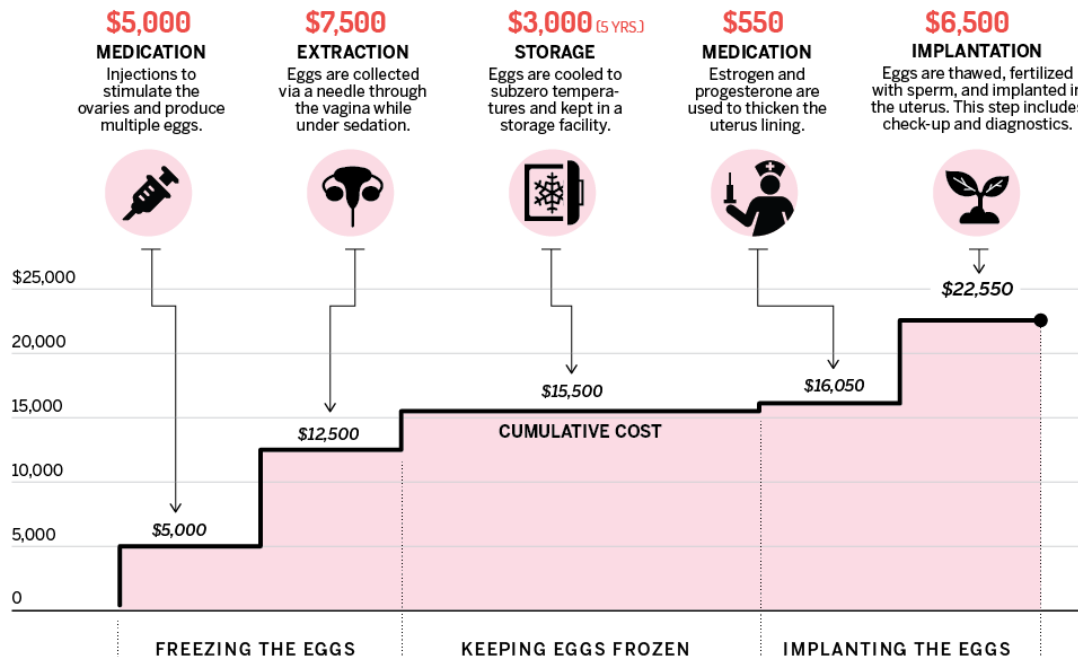 $5,000
MEDICATION
Injections to
stimulate the
ovaries and produce
multiple eggs.
$7,500
EXTRACTION
Eggs are collected
via a needle through
the vagina while
under sedation.
$3,000 (5 YRS.)
STORAGE
Eggs are cooled to
subzero tempera-
tures and kept in a
storage facility.
$550
MEDICATION
Estrogen and
progesterone are
used to thicken the
uterus lining.
$6,500
IMPLANTATION
Eggs are thawed, fertilized
with sperm, and implanted in
the uterus. This step includes
check-up and diagnostics.
$25,000
$22,550
20,000
$15,500
$16,050
15,000
CUMULATIVE COST
$12,500
10,000
5,000
$5,000
0
FREEZING THE EGGS
KEEPING EGGS FROZEN
IMPLANTING THE EGGS